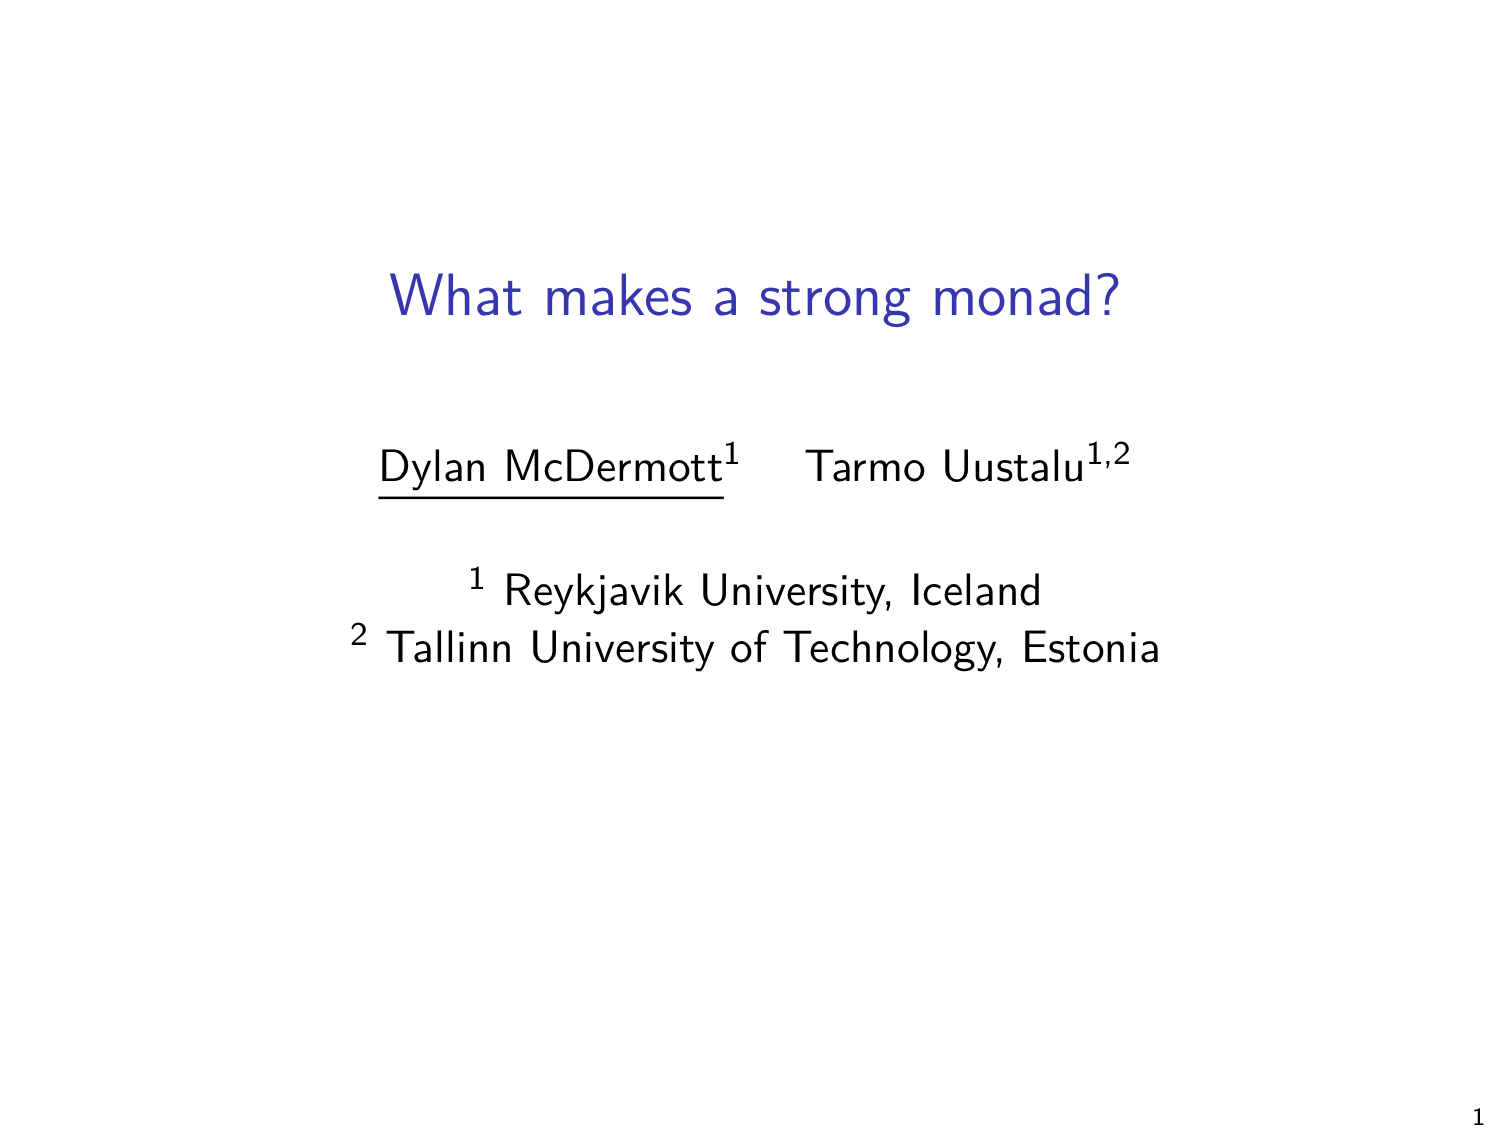 What makes a strong monad?
Dylan McDermott¹ Tarmo Uustalu¹,²
¹ Reykjavik University, Iceland
² Tallinn University of Technology, Estonia
1